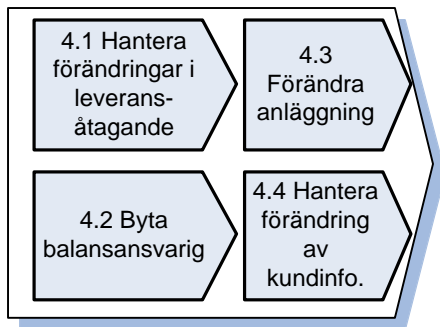 4.1 Hantera
förändringar i
leverans-
åtagande
4.3
Förändra
anläggning
4.2 Byta
balansansvarig
4.4 Hantera
förändring
av
kundinfo.